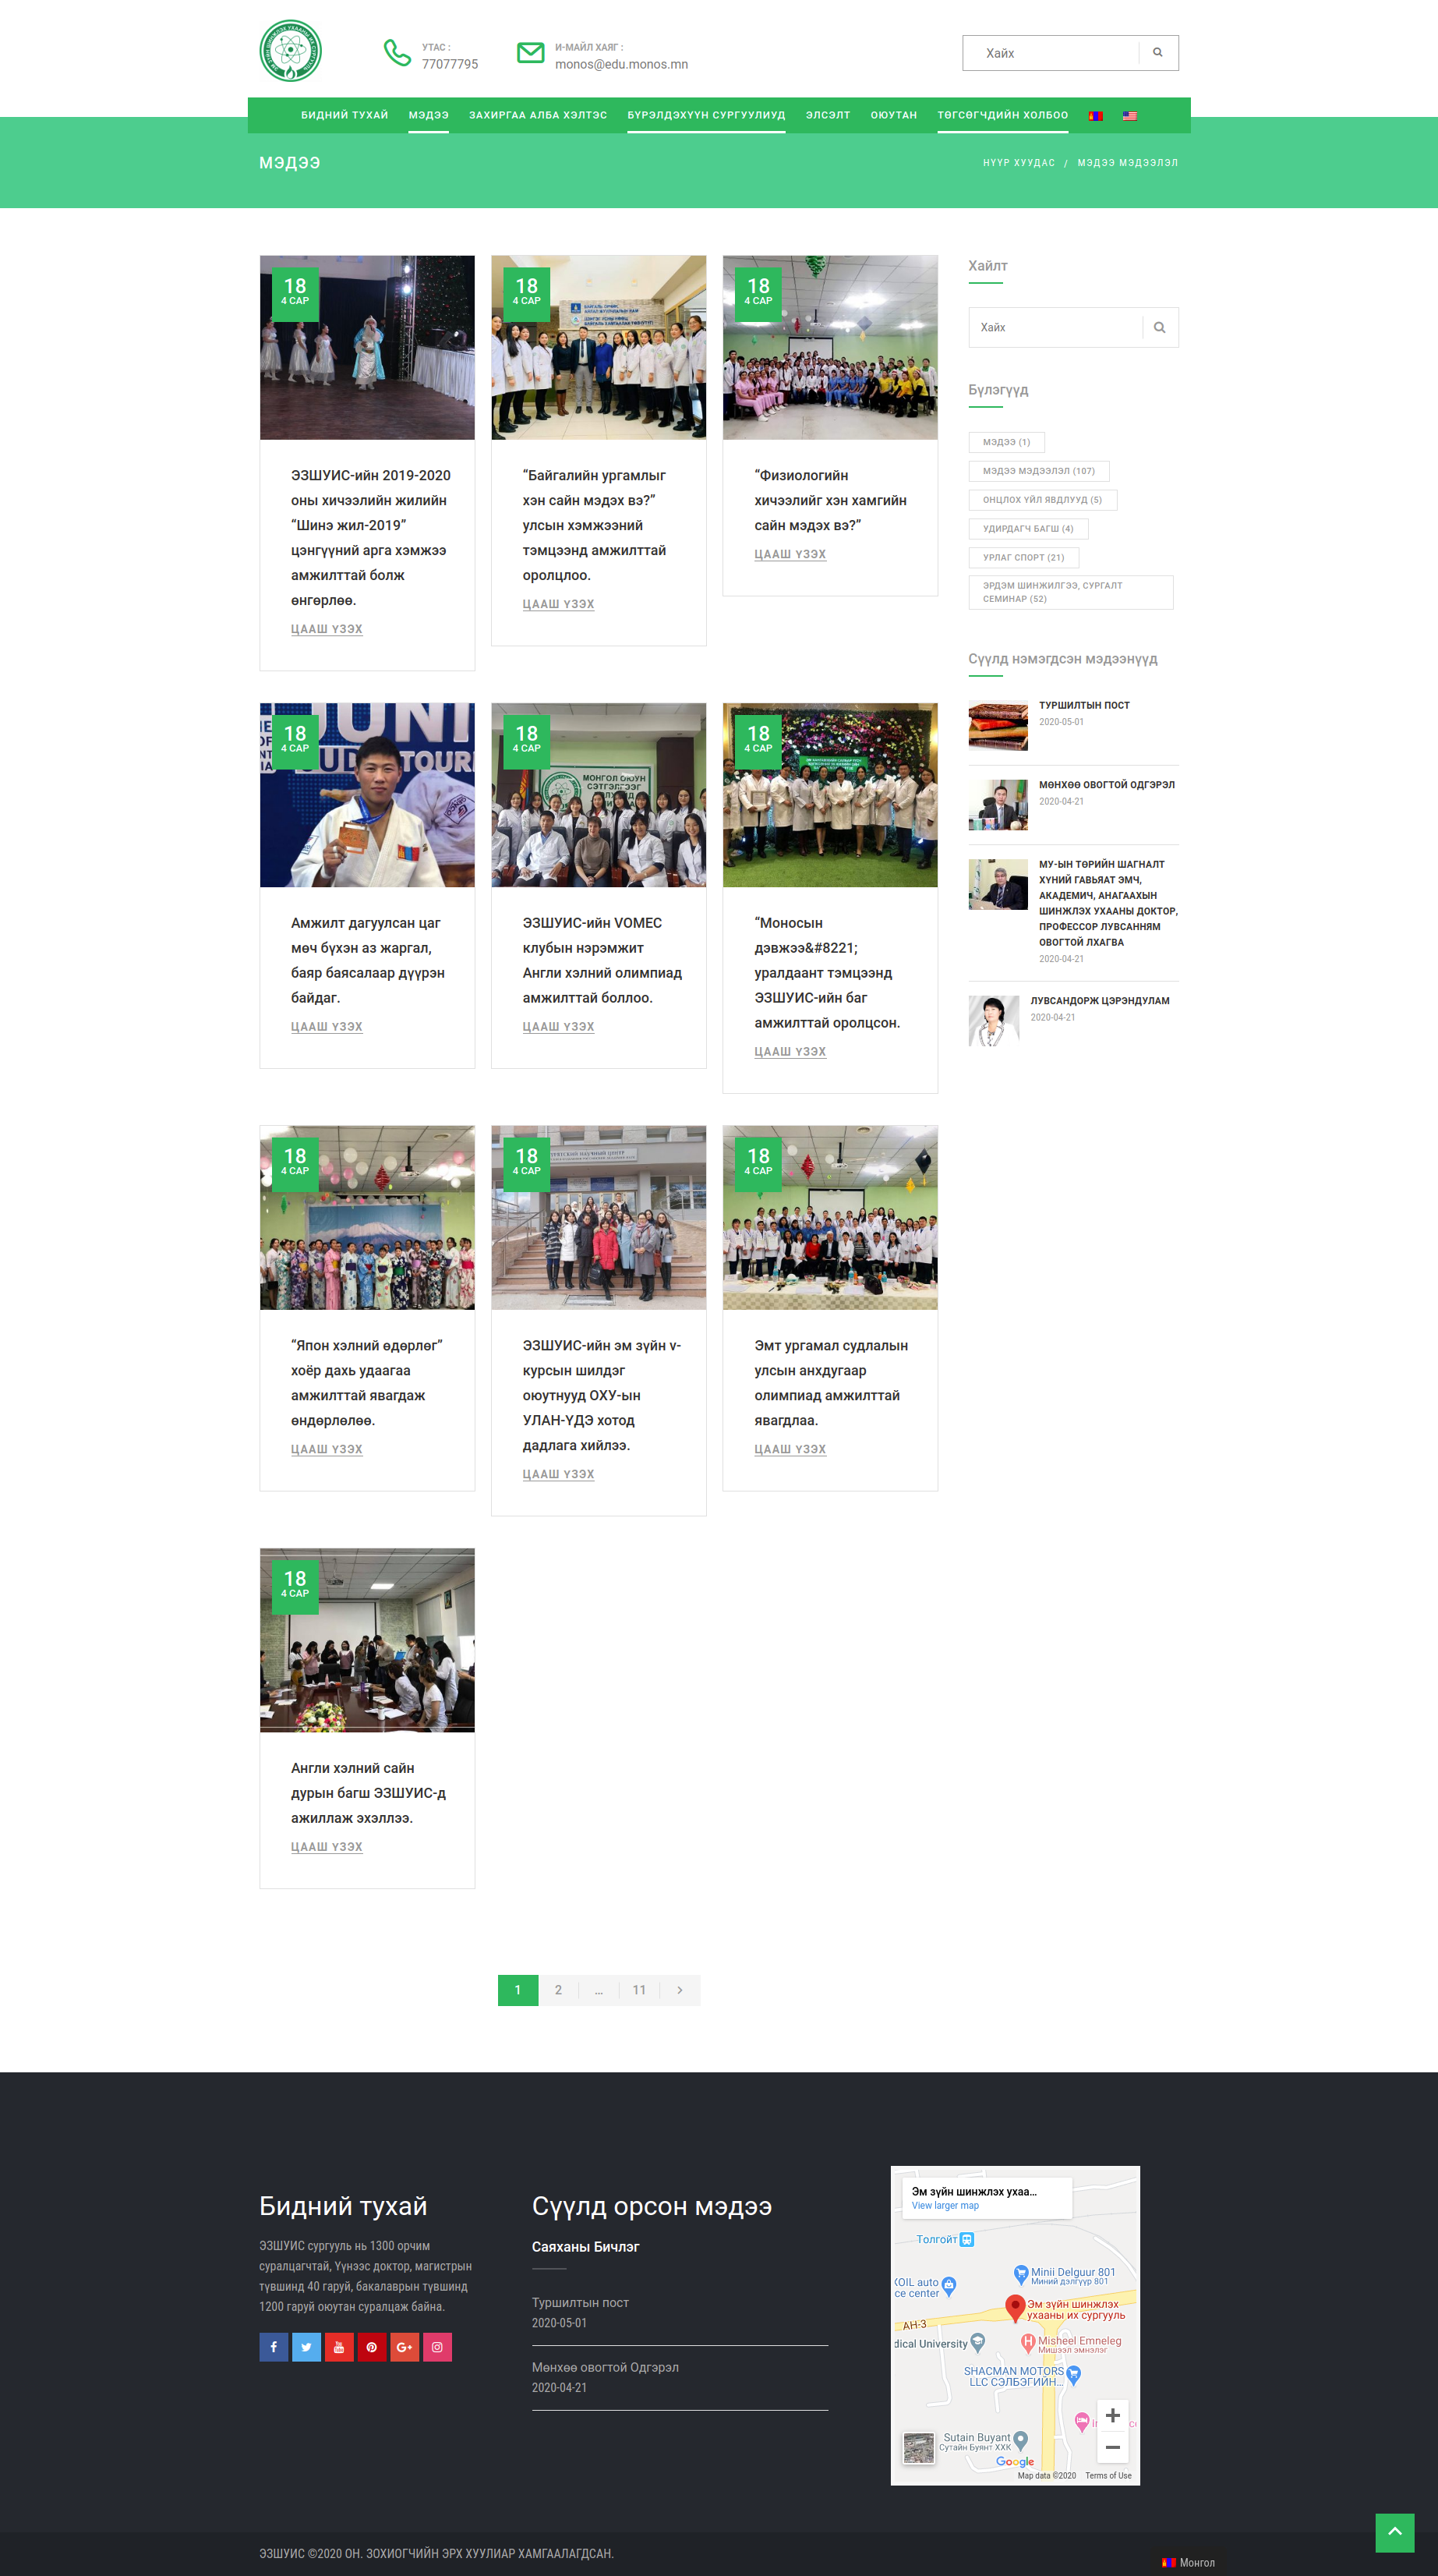 УТАС :
77077795
И-МАЙЛ ХАЯГ :
monos@edu.monos.mn
Хайх
БИДНИЙ ТУХАЙ МЭДЭЭ ЗАХИРГАА АЛБА ХЭЛТЭС БҮРЭЛДЭХҮҮН СУРГУУЛИУД ЭЛСЭЛТ ОЮУТАН ТӨГСӨГЧДИЙН ХОЛБОО
МЭДЭЭ
НҮҮР ХУУДАС / МЭДЭЭ МЭДЭЭЛЭЛ
18
4 САР
ЭЗШУИС-ийн 2019-2020
оны хичээлийн жилийн
“Шинэ жил-2019”
цэнгүүний арга хэмжээ
амжилттай болж
өнгөрлөө.
ЦААШ ҮЗЭХ
18
4 САР
“Байгалийн ургамлыг
хэн сайн мэдэх вэ?”
улсын хэмжээний
тэмцээнд амжилттай
оролцлоо.
ЦААШ ҮЗЭХ
18
4 САР
“Физиологийн
хичээлийг хэн хамгийн
сайн мэдэх вэ?”
ЦААШ ҮЗЭХ
18
4 САР
Амжилт дагуулсан цаг
мөч бүхэн аз жаргал,
баяр баясалаар дүүрэн
байдаг.
ЦААШ ҮЗЭХ
18
4 САР
МОНГОЛ ОЮУН
ЭЗШУИС-ийн VOMEC
клубын нэрэмжит
Англи хэлний олимпиад
амжилттай боллоо.
ЦААШ ҮЗЭХ
18
4 САР
“Моносын
дэвжээ&#8221;
уралдаант тэмцээнд
ЭЗШУИС-ийн баг
амжилттай оролцсон.
ЦААШ ҮЗЭХ
18
4 САР
“Япон хэлний өдөрлөг”
хоёр дахь удаагаа
амжилттай явагдаж
өндөрлөлөө.
ЦААШ ҮЗЭХ
18
4 САР
ЭЗШУИС-ийн эм зүйн v-
курсын шилдэг
оюутнууд ОХУ-ын
УЛАН-ҮДЭ хотод
дадлага хийлээ.
ЦААШ ҮЗЭХ
18
4 САР
Эмт ургамал судлалын
улсын анхдугаар
олимпиад амжилттай
явагдлаа.
ЦААШ ҮЗЭХ
18
4 САР
Англи хэлний сайн
дурын багш ЭЗШУИС-д
ажиллаж эхэллээ.
ЦААШ ҮЗЭХ
1 2 … 11
Хайлт
Хайх
Бүлэгүүд
МЭДЭЭ (1)
МЭДЭЭ МЭДЭЭЛЭЛ (107)
ОНЦЛОХ ҮЙЛ ЯВДЛУУД (5)
УДИРДАГЧ БАГШ (4)
УРЛАГ СПОРТ (21)
ЭРДЭМ ШИНЖИЛГЭЭ, СУРГАЛТ
СЕМИНАР (52)
Сүүлд нэмэгдсэн мэдээнүүд
ТУРШИЛТЫН ПОСТ
2020-05-01
МӨНХӨӨ ОВОГТОЙ ОДГЭРЭЛ
2020-04-21
МУ-ЫН ТӨРИЙН ШАГНАЛТ
ХҮНИЙ ГАВЬЯАТ ЭМЧ,
АКАДЕМИЧ, АНАГААХЫН
ШИНЖЛЭХ УХААНЫ ДОКТОР,
ПРОФЕССОР ЛУВСАННЯМ
ОВОГТОЙ ЛХАГВА
2020-04-21
ЛУВСАНДОРЖ ЦЭРЭНДУЛАМ
2020-04-21
Бидний тухай
ЭЗШУИС сургууль нь 1300 орчим
суралцагчтай, Үүнээс доктор, магистрын
түвшинд 40 гаруй, бакалаврын түвшинд
1200 гаруй оюутан суралцаж байна.
Сүүлд орсон мэдээ
Саяханы Бичлэг
Туршилтын пост
2020-05-01
Мөнхөө овогтой Одгэрэл
2020-04-21
Эм зүйн шинжлэх ухаа...
View larger map
Толгойт
Minii Delguur 801
Миний дэлгүүр 801
XOIL auto
ce center
Эм зүйн шинжлэх
ухааны их сургууль
AH-3
dical University
Misheel Emneleg
Мишээл эмнэлэг
SHACMAN MOTORS
LLC СЭЛБЭГИЙН...
Sutain Buyant
Сутайн Буянт ХХК
Google
Map data ©2020 Terms of Use
ЭЗШУИС ©2020 ОН. ЗОХИОГЧИЙН ЭРХ ХУУЛИАР ХАМГААЛАГДСАН.
Монгол